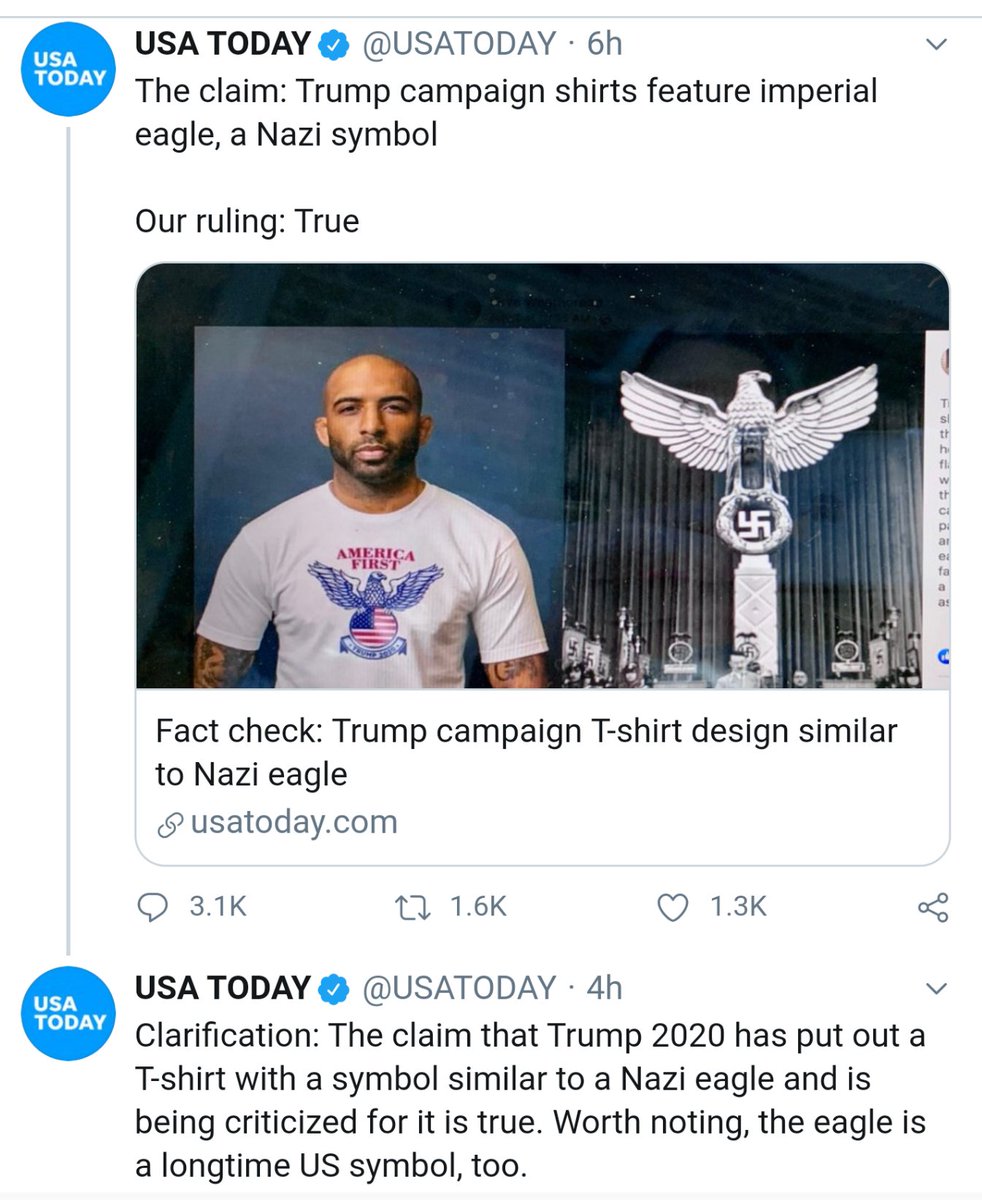 USA TODAY @USATODAY · 6h
USA
TODAY
The claim: Trump campaign shirts feature imperial
eagle, a Nazi symbol
Our ruling: True
AMERICA
FIRST
TRUMP 2020
Fact check: Trump campaign T-shirt design similar
to Nazi eagle
usatoday.com
3.1K 1.6K 1.3K
USA TODAY @USATODAY · 4h
USA
TODAY
Clarification: The claim that Trump 2020 has put out a
T-shirt with a symbol similar to a Nazi eagle and is
being criticized for it is true. Worth noting, the eagle is
a longtime US symbol, too.